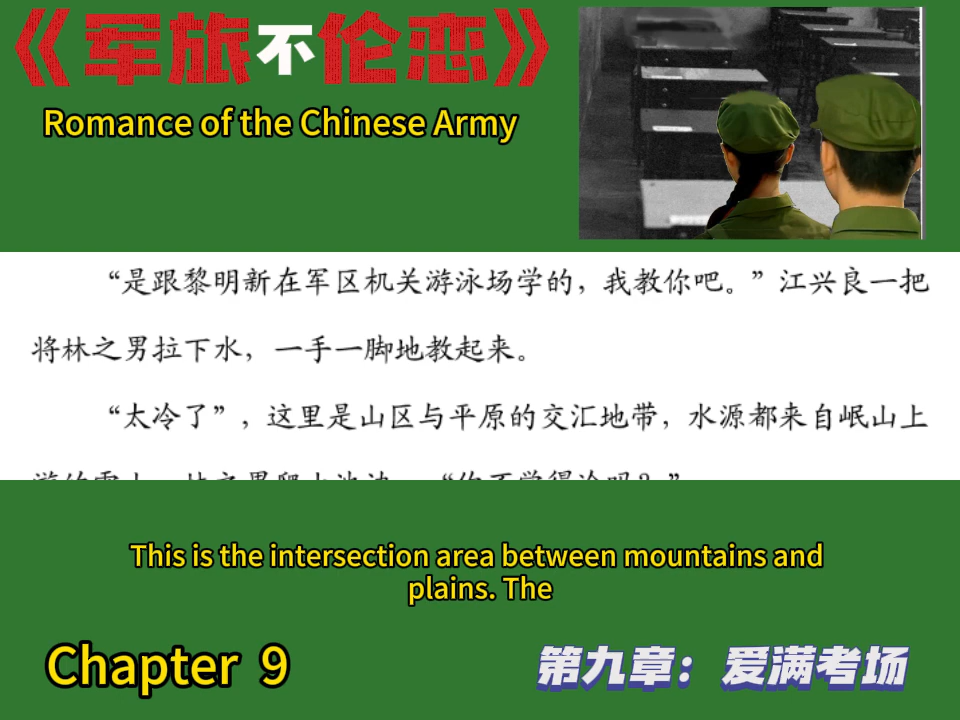 《军旅不伦恋》
Romance of the Chinese Army
“是跟黎明新在军区机关游泳场学的，我教你吧。”江兴良一把
将林之男拉下水，一手一脚地教起来。
“太冷了”，这里是山区与平原的交汇地带，水源都来自岷山上
This is the intersection area between mountains and
plains. The
Chapter 9
第九章：爱满考场